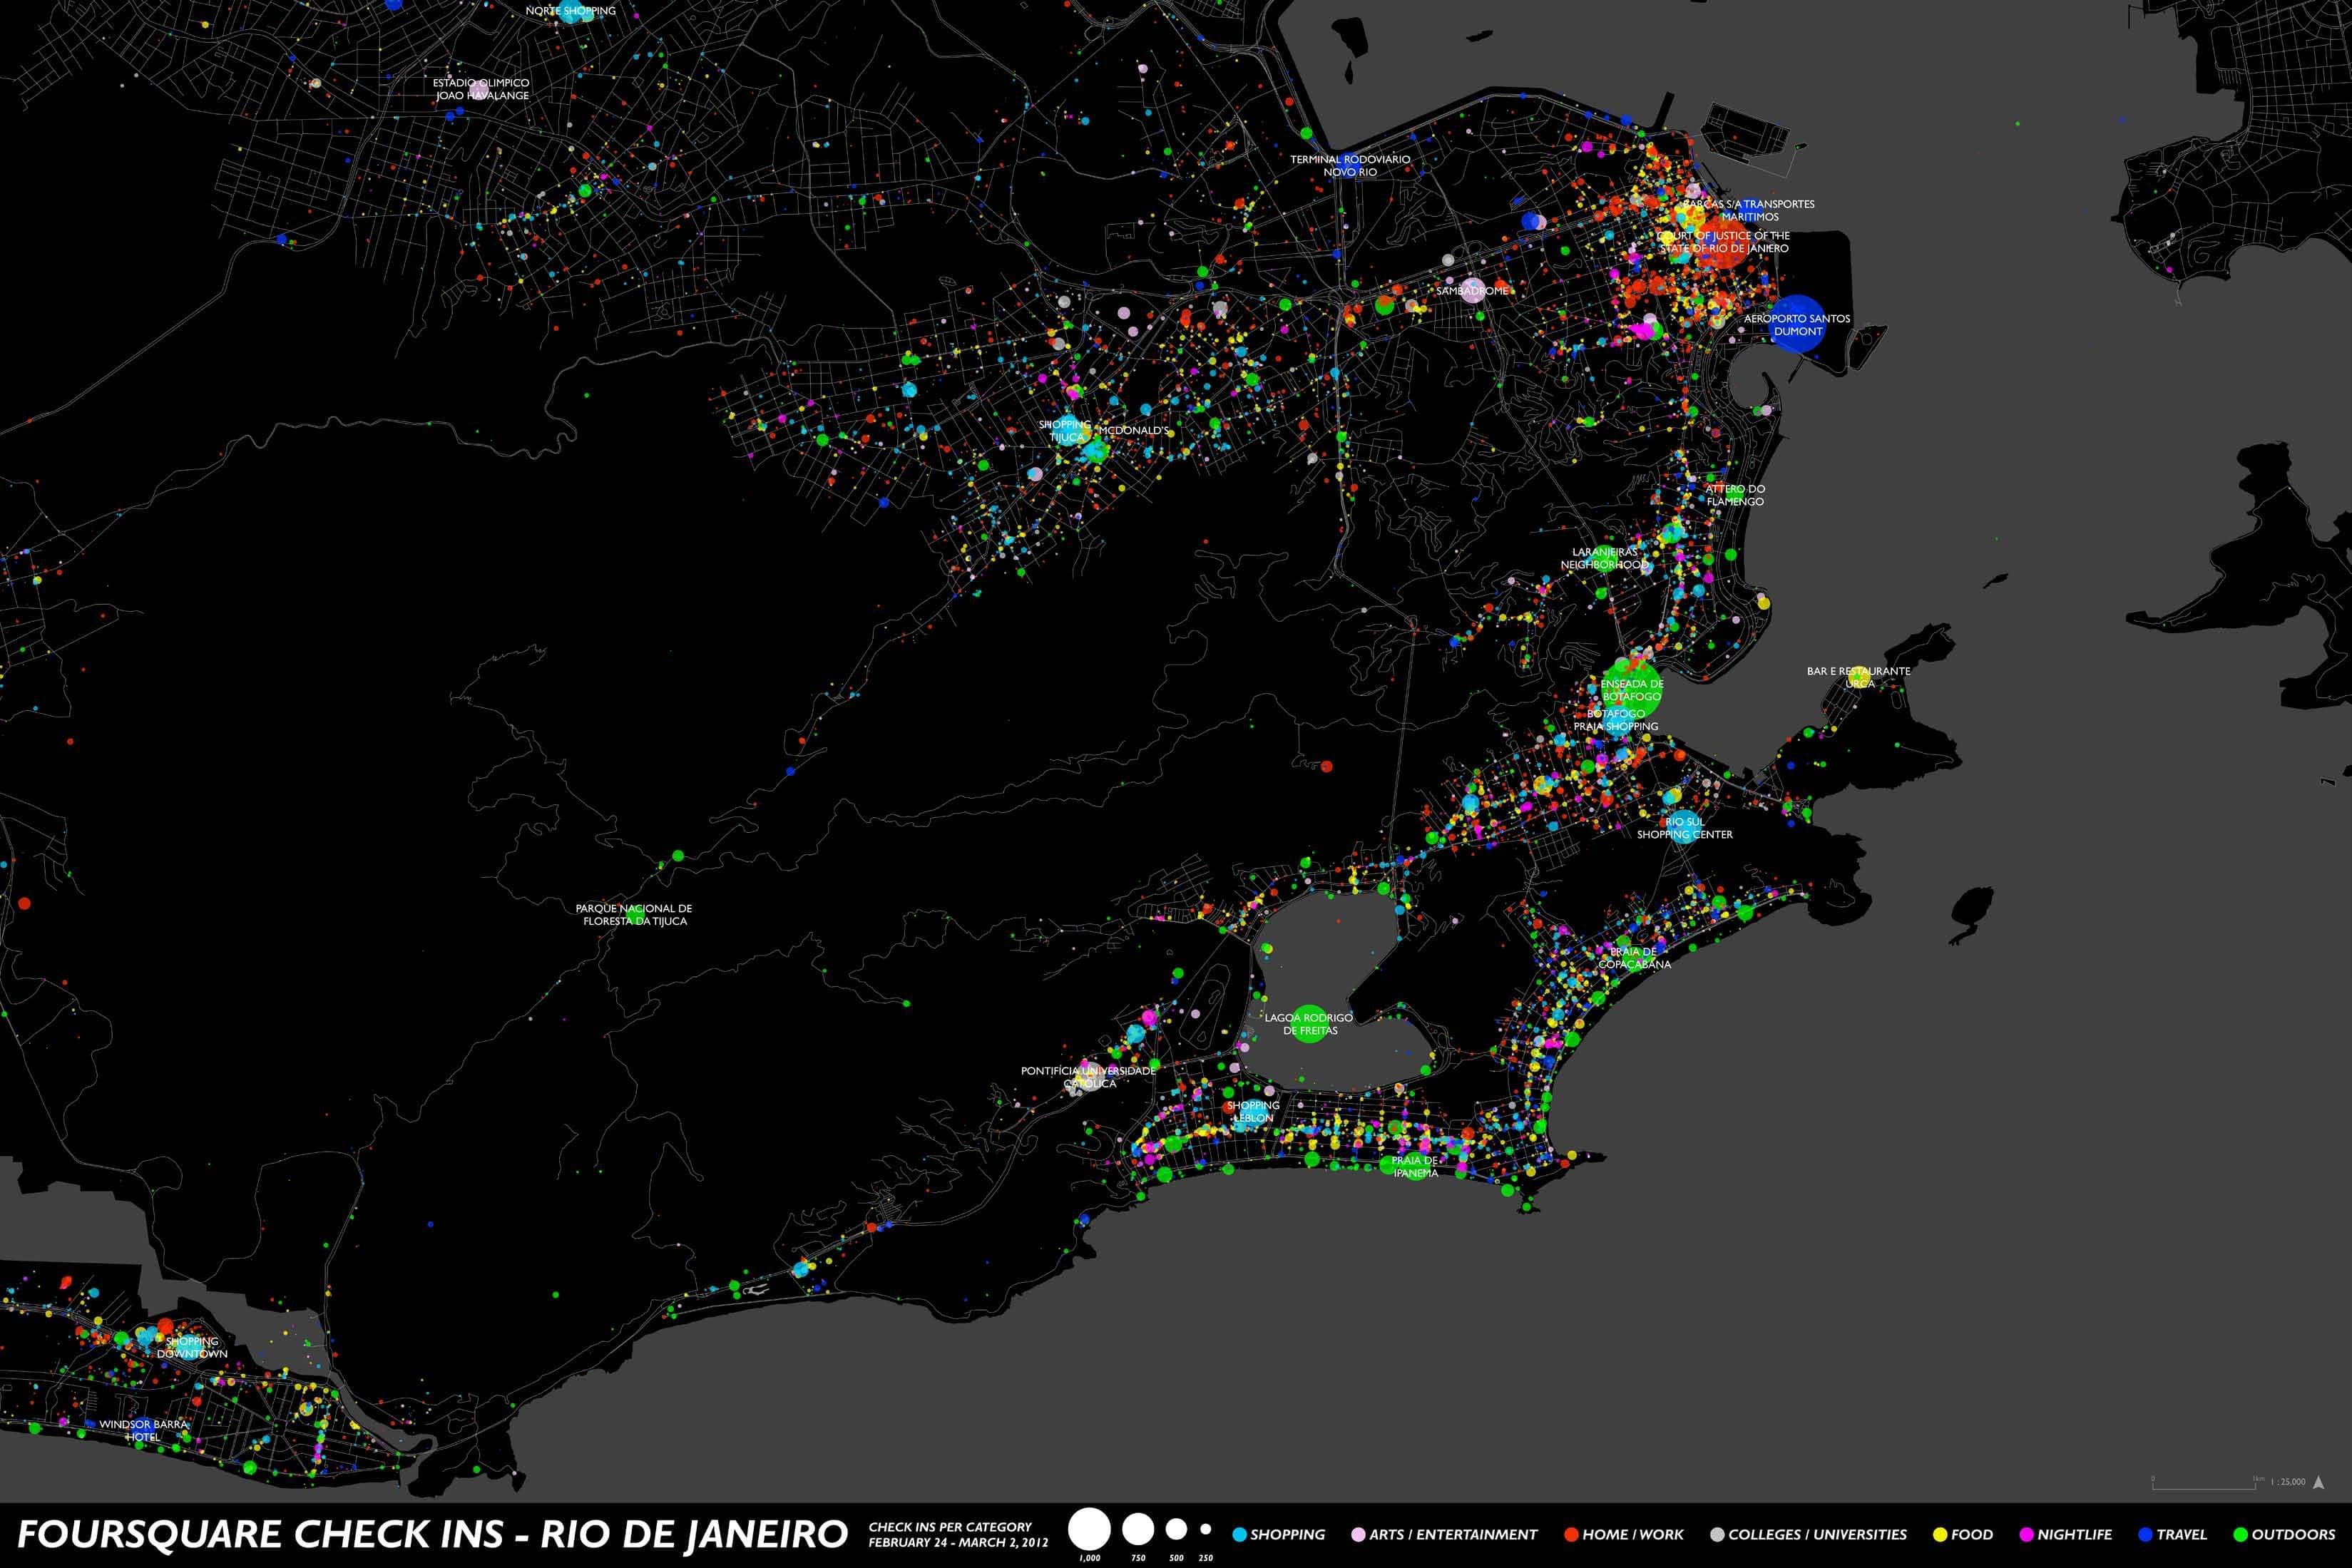 NORTE SHOPPING
ESTADIO OLIMPICO
JOAO HAVALANGE
TERMINAL RODOVIARIO
NOVO RIO
BARCAS S/A TRANSPORTES
MARITIMOS
COURT OF JUSTICE OF THE
STATE OF RIO DE JANIERO
SAMBADROME
AEROPORTO SANTOS
DUMONT
SHOPPING
TIJUCA
MCDONALD'S
ATTERO DO
FLAMENGO
LARANJEIRAS
NEIGHBORHOOD
BAR E RESTAURANTE
URCA
ENSEADA DE
BOTAFOGO
BOTAFOGO
PRAIA SHOPPING
RIO SUL
SHOPPING CENTER
PARQUE NACIONAL DE
FLORESTA DA TIJUCA
PRAIA DE
COPACABANA
LAGOA RODRIGO
DE FREITAS
PONTIFÍCIA UNIVERSIDADE
CATÓLICA
SHOPPING
LEBLON
PRAIA DE
IPANEMA
SHOPPING
DOWNTOWN
WINDSOR BARRA
HOTEL
0 1km 1 : 25,000
FOURSQUARE CHECK INS - RIO DE JANEIRO
CHECK INS PER CATEGORY
FEBRUARY 24 - MARCH 2, 2012
1,000 750 500 250
SHOPPING ARTS / ENTERTAINMENT HOME / WORK COLLEGES / UNIVERSITIES FOOD NIGHTLIFE TRAVEL OUTDOORS